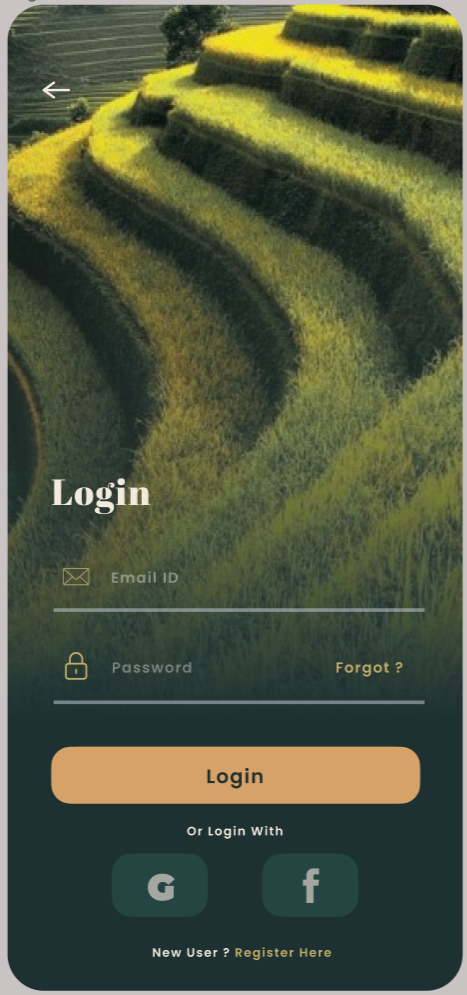 Login
Email ID
Password Forgot ?
Login
Or Login With
G f
New User ? Register Here